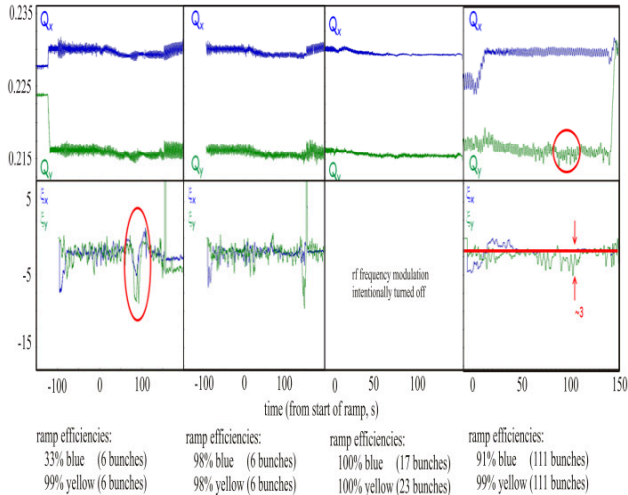 0.235
0.225
0.215
Qx Qx Qx Qx
Qy Qy Qy Qy
5
-5
-15
ξx ξx ξx
ξy ξy ξy
rf frequency modulation
intentionally turned off
~3
-100 0 100 -100 0 100 0 50 100 0 50 100 150
time (from start of ramp, s)
ramp efficiencies:
33% blue (6 bunches)
99% yellow (6 bunches)
ramp efficiencies:
98% blue (6 bunches)
98% yellow (6 bunches)
ramp efficiencies:
100% blue (17 bunches)
100% yellow (23 bunches)
ramp efficiencies:
91% blue (111 bunches)
99% yellow (111 bunches)